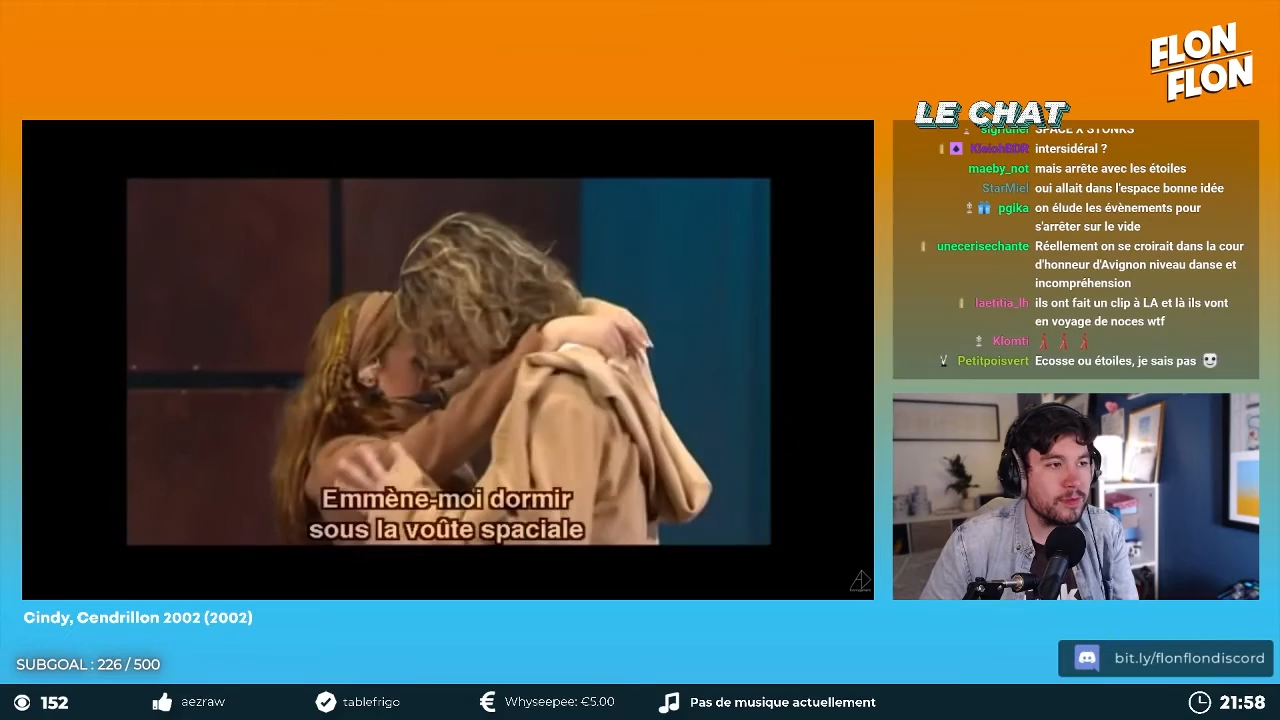 FLON
FLON
LE CHAT
SPACE X STONKS
intersidéral ?
maeby_not mais arrête avec les étoiles
StarMiel oui allait dans l'espace bonne idée
pgika on élude les évènements pour
s'arrêter sur le vide
unecerisechante Réellement on se croirait dans la cour
d'honneur d'Avignon niveau danse et
incompréhension
laetitia_lh ils ont fait un clip à LA et là ils vont
en voyage de noces wtf
Klomti
Petitpoisvert Ecosse ou étoiles, je sais pas
Emmène-moi dormir
sous la voûte spaciale
Cindy, Cendrillon 2002 (2002)
SUBGOAL : 226 / 500
bit.ly/flonflondiscord
152 aezraw tablefrigo € Whyseepee: €5.00 Pas de musique actuellement 21:58